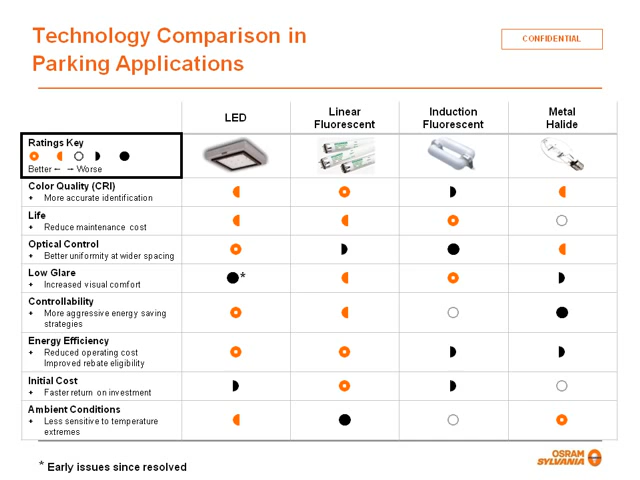 Technology Comparison in
Parking Applications
CONFIDENTIAL
LED
Linear
Fluorescent
Induction
Fluorescent
Metal
Halide
Ratings Key
Better ← → Worse
Color Quality (CRI)
More accurate identification
Life
Reduce maintenance cost
Optical Control
Better uniformity at wider spacing
Low Glare
Increased visual comfort
*
Controllability
More aggressive energy saving
strategies
Energy Efficiency
Reduced operating cost
Improved rebate eligibility
Initial Cost
Faster return on investment
Ambient Conditions
Less sensitive to temperature
extremes
* Early issues since resolved
OSRAM
SYLVANIA